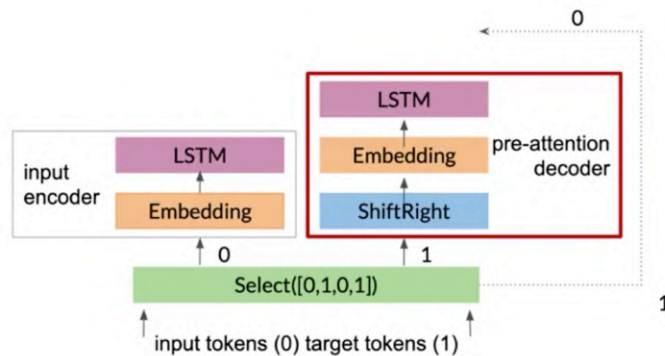 0
LSTM
LSTM
Embedding
pre-attention
decoder
input
encoder
Embedding
ShiftRight
0
1
Select([0,1,0,1])
1
input tokens (0) target tokens (1)